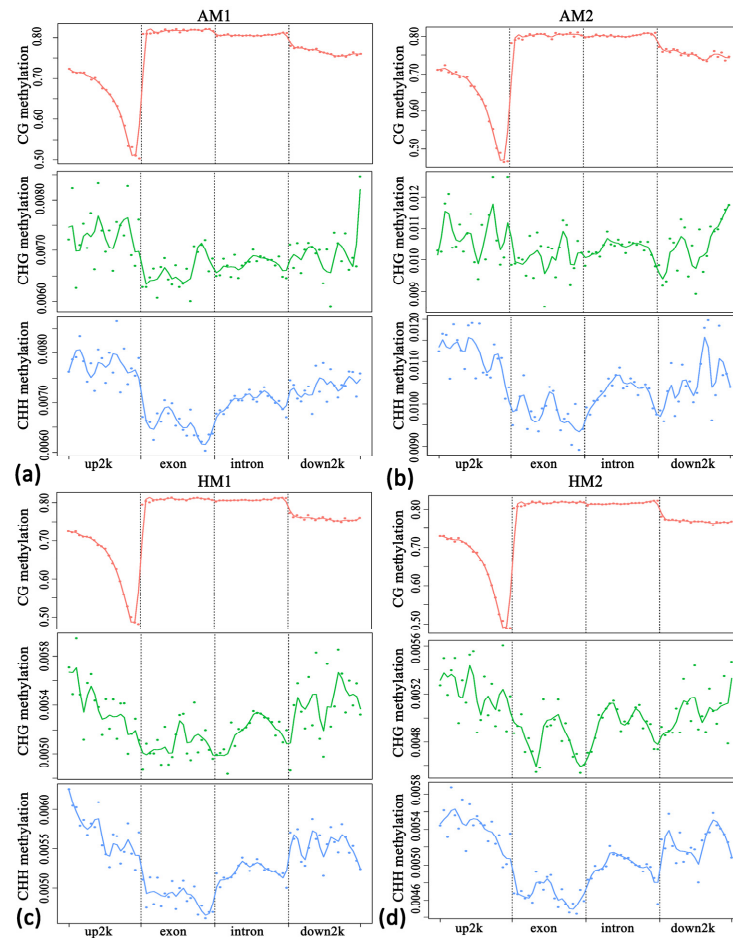 AM1
CG methylation
0.50 0.60 0.70 0.80
CHG methylation
0.0060 0.0070 0.0080
CHH methylation
0.0060 0.0070 0.0080
up2k exon intron down2k
(a)
AM2
CG methylation
0.50 0.60 0.70 0.80
CHG methylation
009 0.010 0.011 0.012
CHH methylation
0.0090 0.0100 0.0110 0.0120
up2k exon intron down2k
(b)
HM1
CG methylation
0.50 0.60 0.70 0.80
CHG methylation
0.0050 0.0054 0.0058
CHH methylation
0.0050 0.0055 0.0060
up2k exon intron down2k
(c)
HM2
CG methylation
0.50 0.60 0.70 0.80
CHG methylation
0.0048 0.0052 0.0056
CHH methylation
0.0046 0.0050 0.0054 0.0058
up2k exon intron down2k
(d)